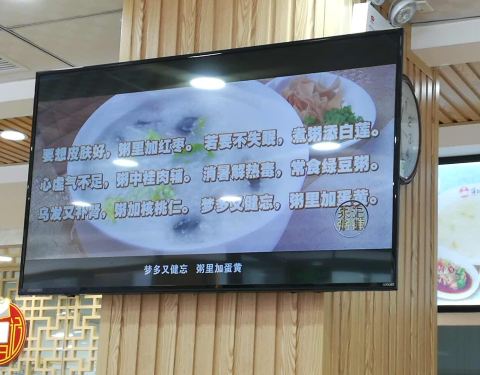 要想皮肤好，粥里加红枣。 若要不失眠，煮粥添白莲。
心虚气不足，粥中桂肉铺。 消暑解热毒，常食绿豆粥。
乌发又补肾，粥加核桃仁。 梦多又健忘，粥里加蛋黄。
梦多又健忘 粥里加蛋黄